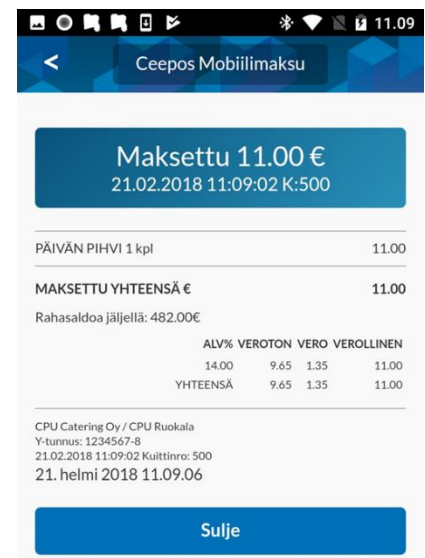 11.09
<
Ceepos Mobiilimaksu
Maksettu 11.00 €
21.02.2018 11:09:02 K:500
PÄIVÄN PIHVI 1 kpl 11.00
MAKSETTU YHTEENSÄ € 11.00
Rahasaldoa jäljellä: 482.00€
ALV% VEROTON VERO VEROLLINEN
14.00 9.65 1.35 11.00
YHTEENSÄ 9.65 1.35 11.00
CPU Catering Oy / CPU Ruokala
Y-tunnus: 1234567-8
21.02.2018 11:09:02 Kuittinro: 500
21. helmi 2018 11.09.06
Sulje